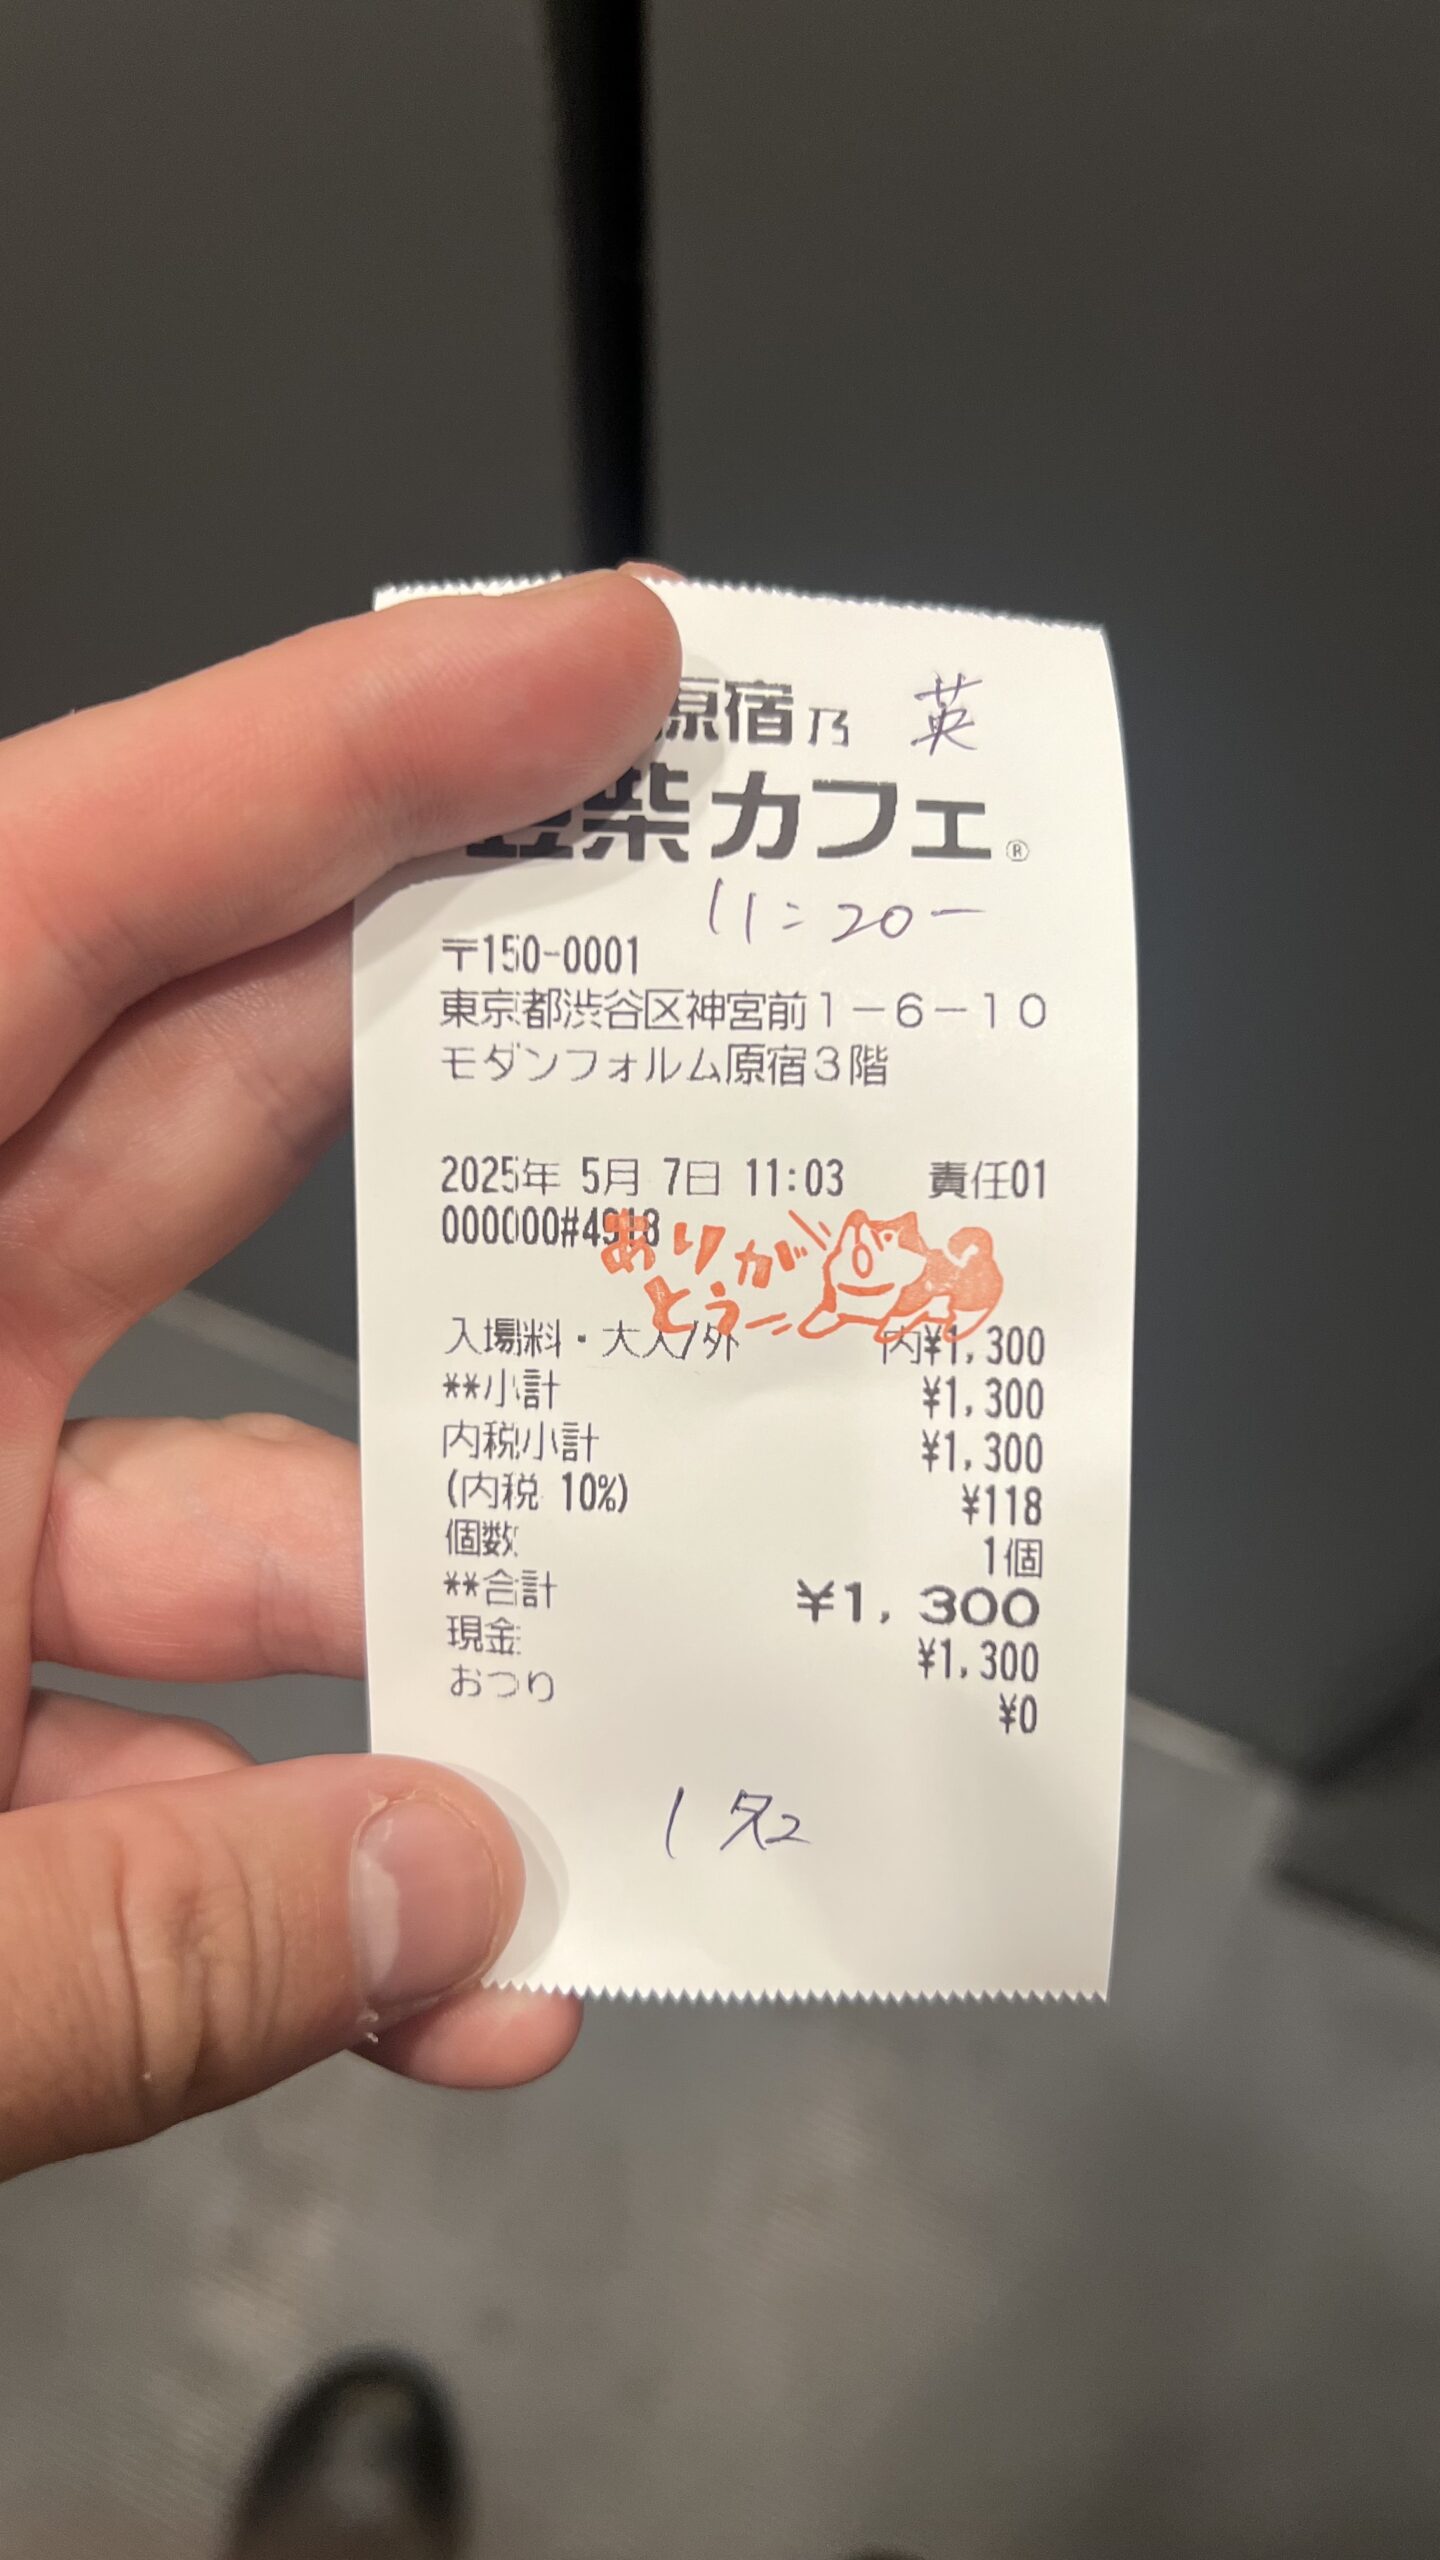 原宿乃 英
豆柴カフェ®
11:20ー
〒150-0001
東京都渋谷区神宮前1-6-10
モダンフォルム原宿3階
2025年 5月 7日 11:03 責任01
000000#4918
ありが
とうー
入場料・大人/外 内¥1,300
**小計 ¥1,300
内税小計 ¥1,300
(内税 10%) ¥118
個数 1個
**合計 ¥1,300
現金 ¥1,300
おつり ¥0
1名